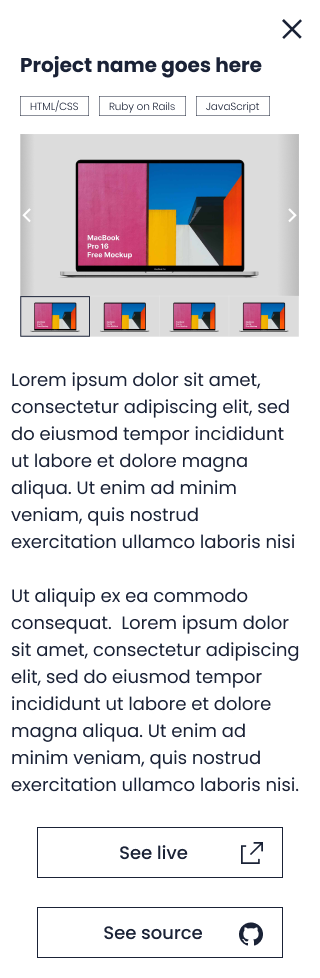 Project name goes here
HTML/CSS
Ruby on Rails
JavaScript
MacBook
Pro 16
Free Mockup
Lorem ipsum dolor sit amet,
consectetur adipiscing elit, sed
do eiusmod tempor incididunt
ut labore et dolore magna
aliqua. Ut enim ad minim
veniam, quis nostrud
exercitation ullamco laboris nisi
Ut aliquip ex ea commodo
consequat.  Lorem ipsum dolor
sit amet, consectetur adipiscing
elit, sed do eiusmod tempor
incididunt ut labore et dolore
magna aliqua. Ut enim ad
minim veniam, quis nostrud
exercitation ullamco laboris nisi.
See live
See source